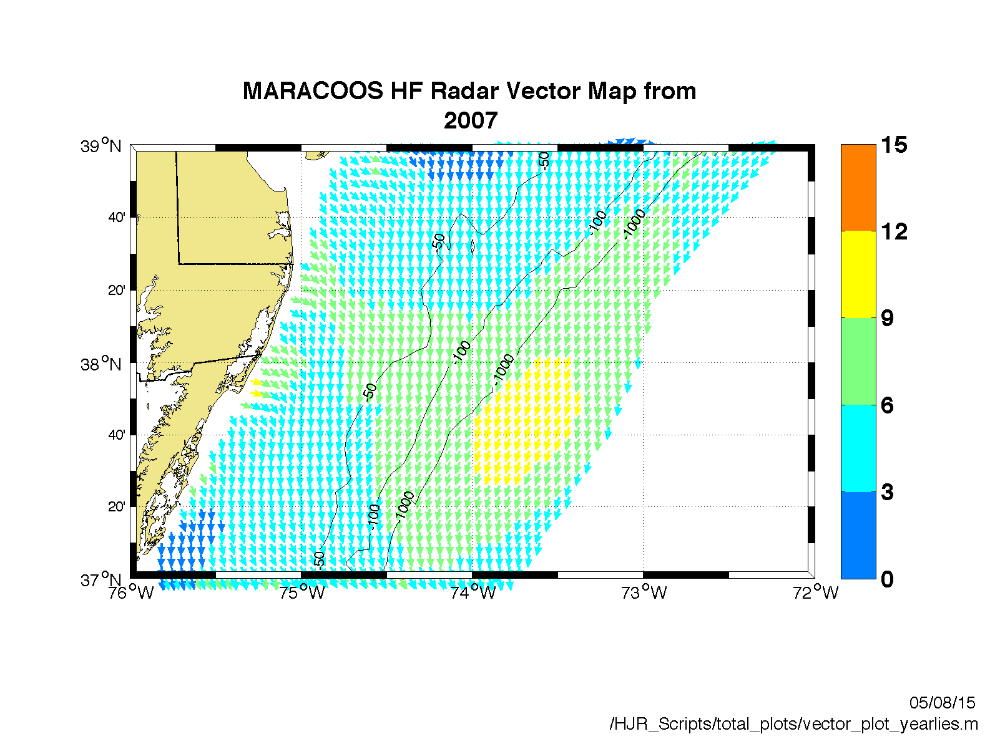 MARACOOS HF Radar Vector Map from
2007
39°N
40'
20'
38°N
40'
20'
37°N
76°W
75°W
74°W
73°W
72°W
-50
-50
-100
-1000
-100
-1000
-50
-1000
-100
-50
15
12
9
6
3
0
05/08/15
/HJR_Scripts/total_plots/vector_plot_yearlies.m